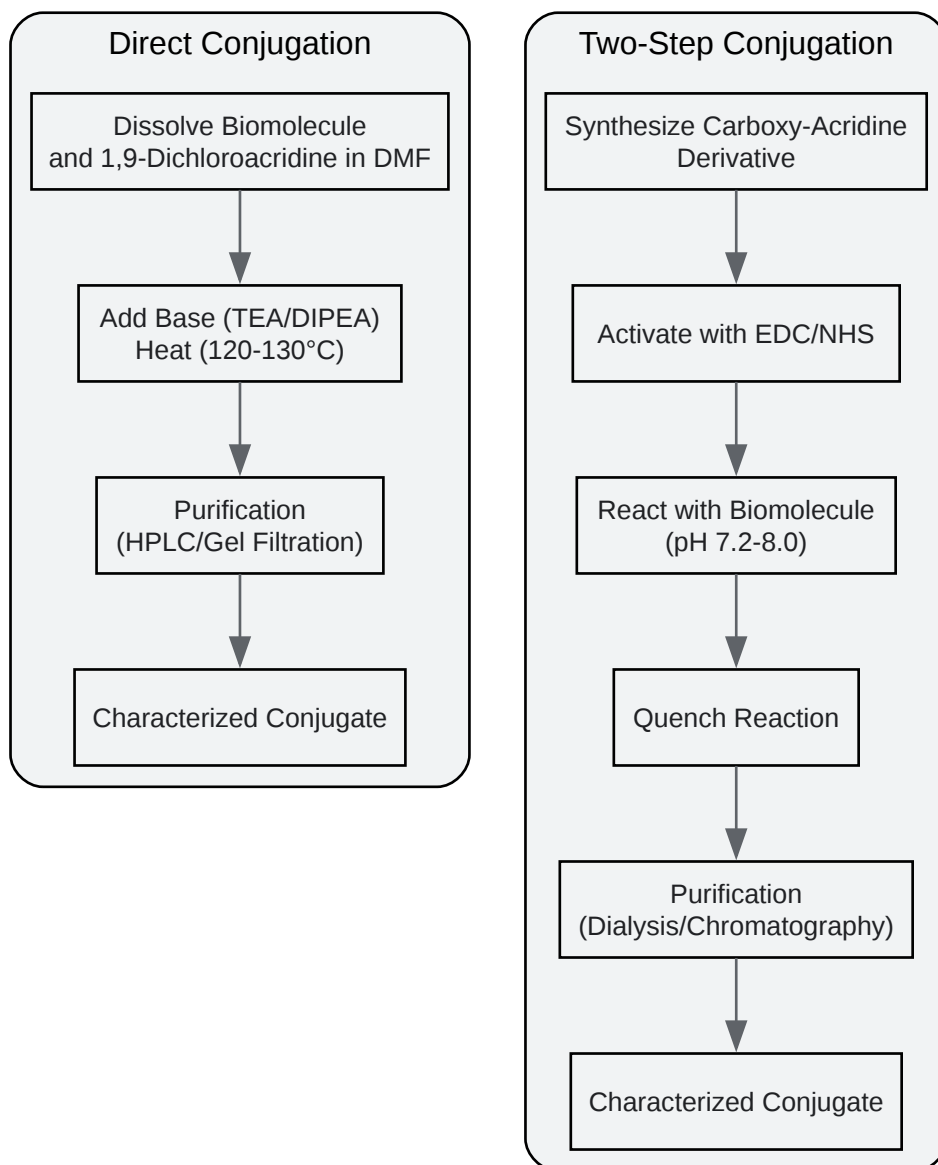 Direct Conjugation
Dissolve Biomolecule
and 1,9-Dichloroacridine in DMF
Add Base (TEA/DIPEA)
Heat (120-130°C)
Purification
(HPLC/Gel Filtration)
Characterized Conjugate
Two-Step Conjugation
Synthesize Carboxy-Acridine
Derivative
Activate with EDC/NHS
React with Biomolecule
(pH 7.2-8.0)
Quench Reaction
Purification
(Dialysis/Chromatography)
Characterized Conjugate